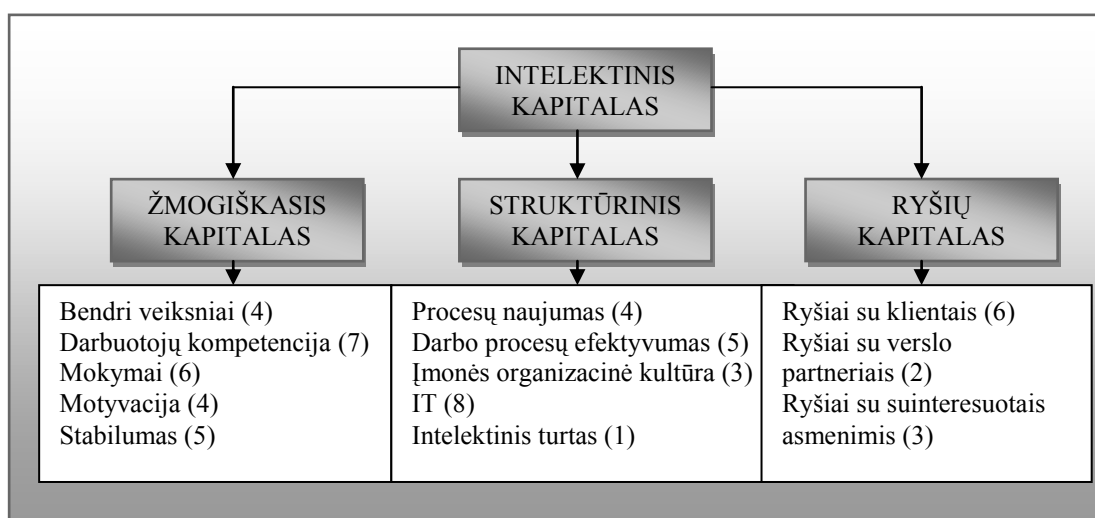 INTELEKTINIS
KAPITALAS
ŽMOGIŠKASIS
KAPITALAS
STRUKTŪRINIS
KAPITALAS
RYŠIŲ
KAPITALAS
Bendri veiksniai (4)
Darbuotojų kompetencija (7)
Mokymai (6)
Motyvacija (4)
Stabilumas (5)
Procesų naujumas (4)
Darbo procesų efektyvumas (5)
Įmonės organizacinė kultūra (3)
IT (8)
Intelektinis turtas (1)
Ryšiai su klientais (6)
Ryšiai su verslo
partneriais (2)
Ryšiai su suinteresuotais
asmenimis (3)